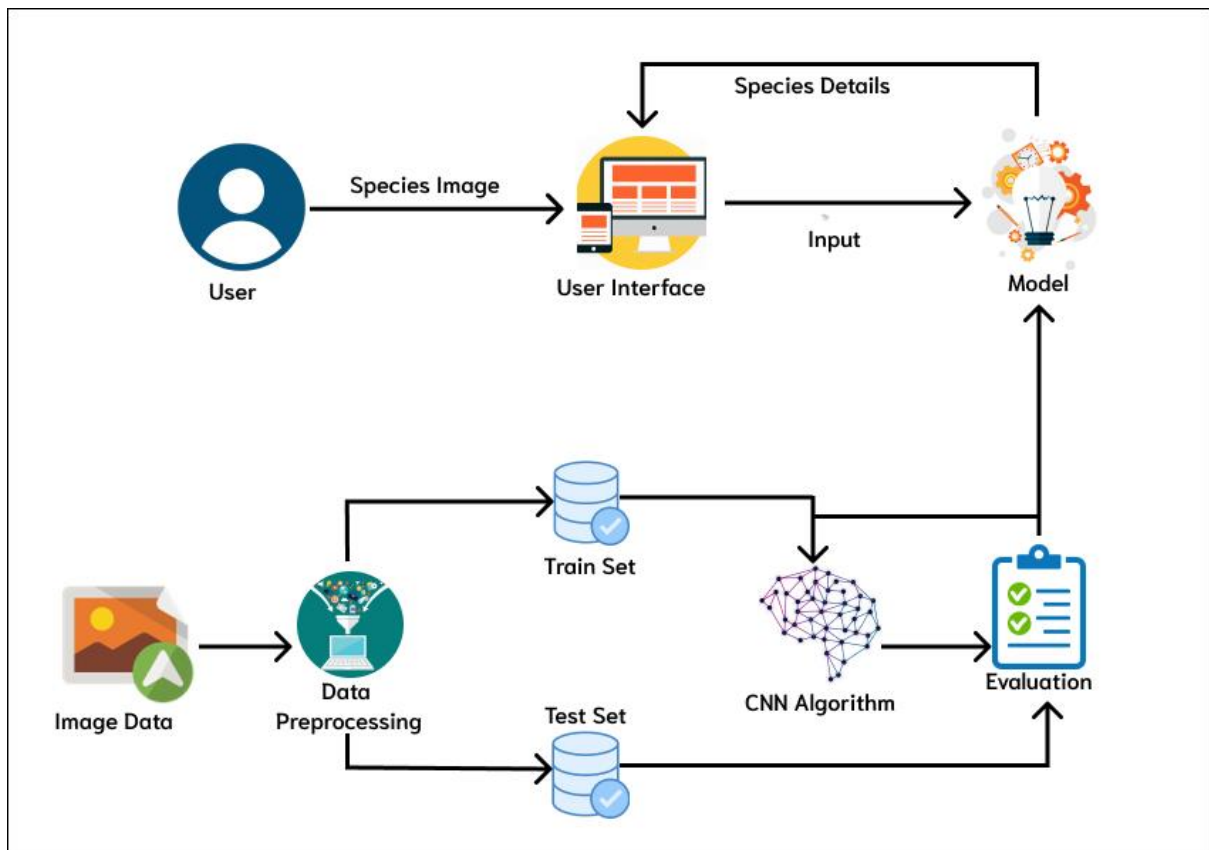 Species Details
Species Image
Input
User
User Interface
Model
Train Set
Image Data
Data
Preprocessing
Test Set
CNN Algorithm
Evaluation